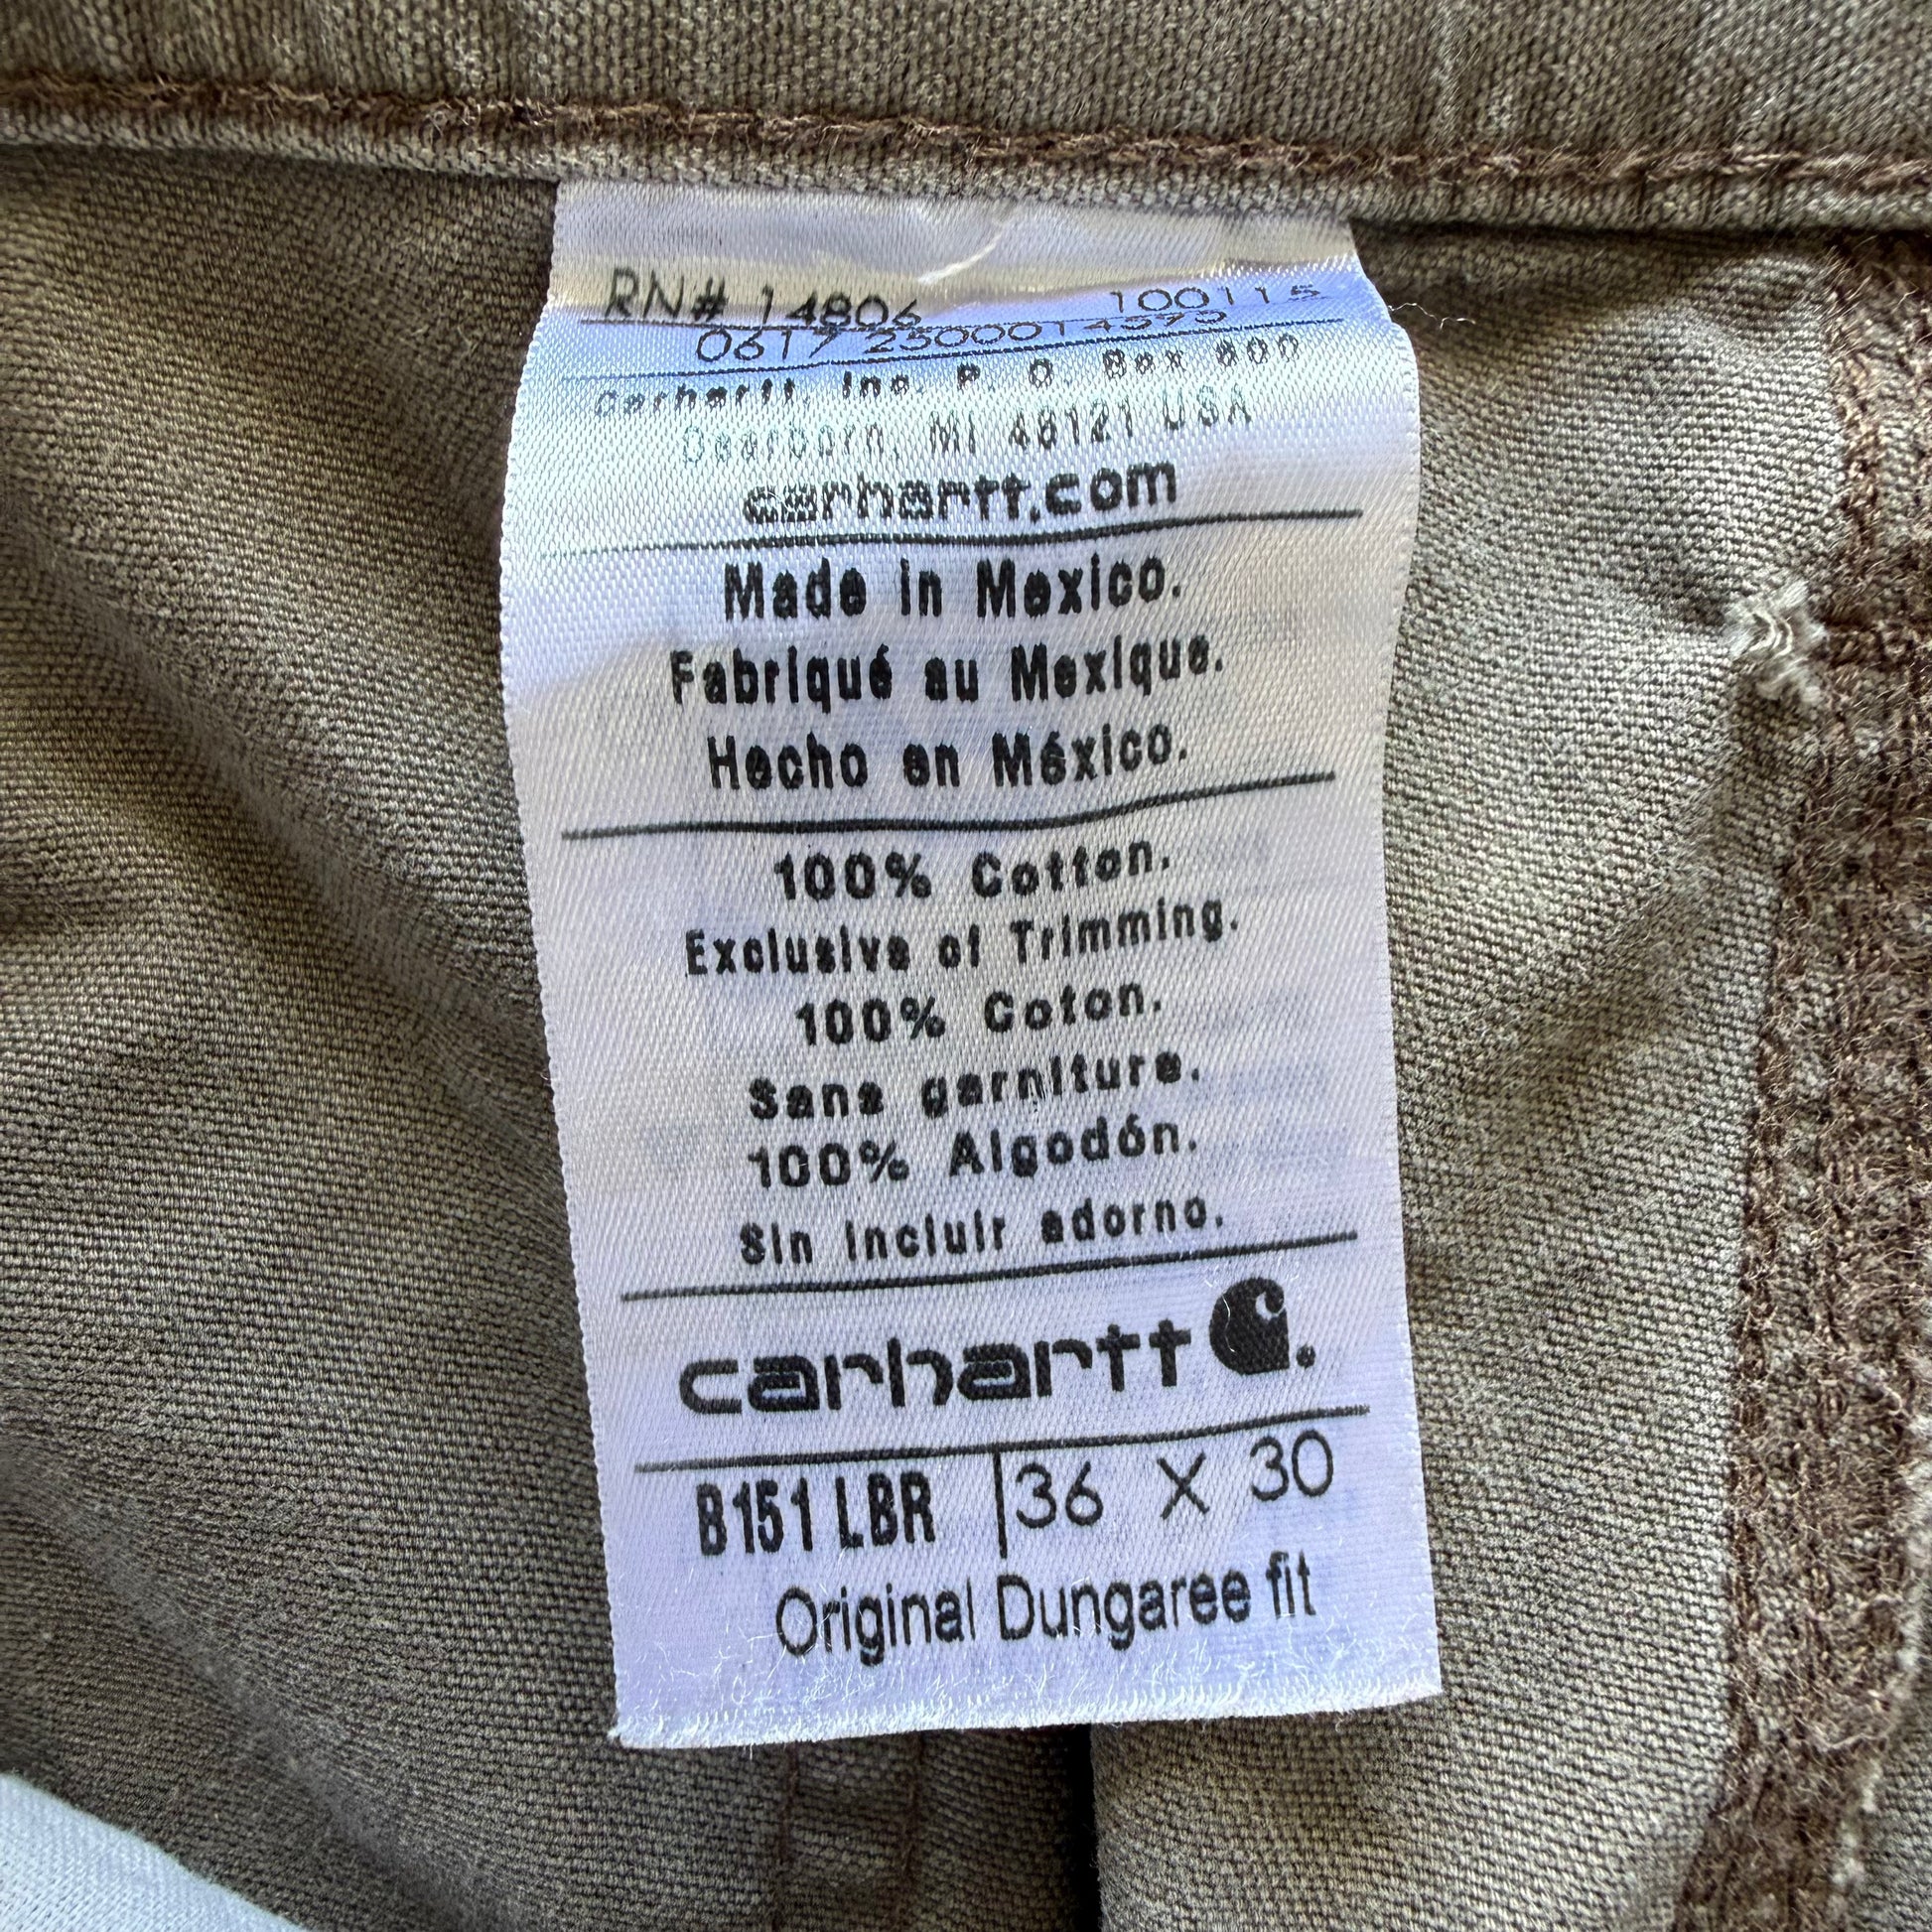 RN# 14806 100115
0617 2500014595
Carhartt, Inc. P. O. Box 600
Dearborn, MI 48121 USA
carhartt.com
Made in Mexico.
Fabriqué au Mexique.
Hecho en México.
100% Cotton.
Exclusive of Trimming.
100% Coton.
Sans garniture.
100% Algodón.
Sin incluir adorno.
carhartt
B151 LBR | 36 X 30
Original Dungaree fit